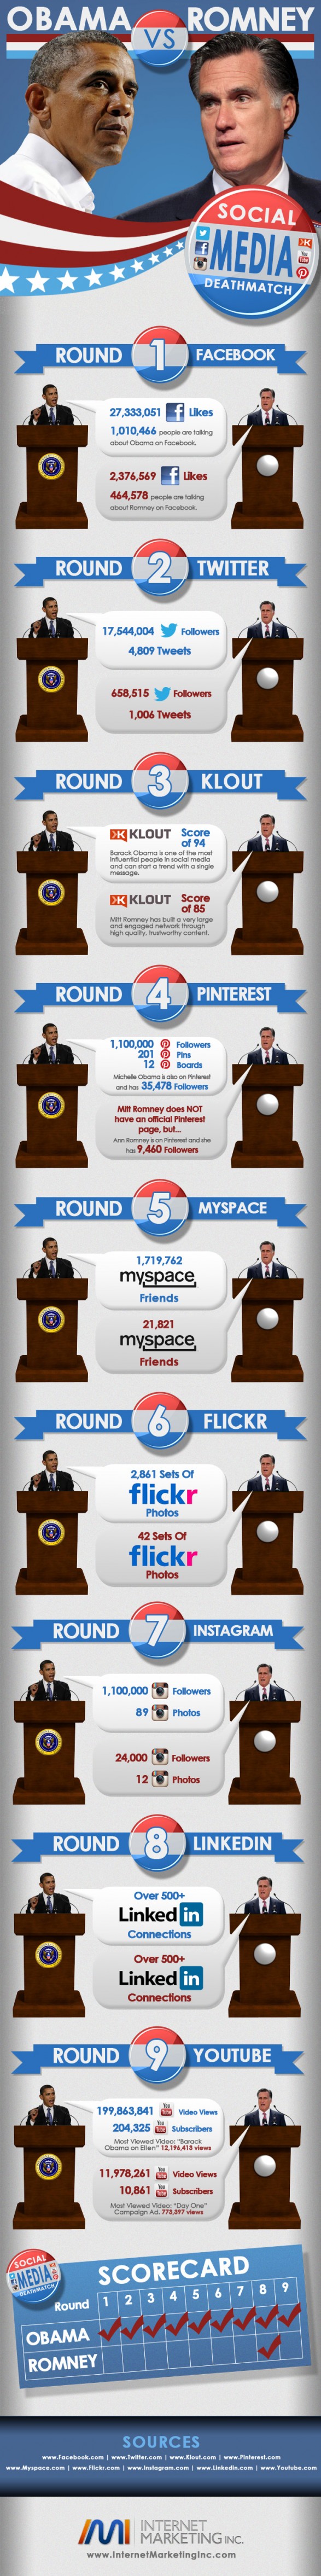 OBAMA VS ROMNEY
SOCIAL
MEDIA
DEATHMATCH
ROUND 1 FACEBOOK
27,333,051 Likes
1,010,466 people are talking
about Obama on Facebook.
2,376,569 Likes
464,578 people are talking
about Romney on Facebook.
ROUND 2 TWITTER
17,544,004 Followers
4,809 Tweets
658,515 Followers
1,006 Tweets
ROUND 3 KLOUT
KLOUT Score
of 94
Barack Obama is one of the most
influential people in social media
and can start a trend with a single
message.
KLOUT Score
of 85
Mitt Romney has built a very large
and engaged network through
high quality, trustworthy content.
ROUND 4 PINTEREST
1,100,000 Followers
201 Pins
12 Boards
Michelle Obama is also on Pinterest
and has 35,478 Followers
Mitt Romney does NOT
have an official Pinterest
page, but...
Ann Romney is on Pinterest and she
has 9,460 Followers
ROUND 5 MYSPACE
1,719,762
myspace
Friends
21,821
myspace
Friends
ROUND 6 FLICKR
2,861 Sets Of
flickr
Photos
42 Sets Of
flickr
Photos
ROUND 7 INSTAGRAM
1,100,000 Followers
89 Photos
24,000 Followers
12 Photos
ROUND 8 LINKEDIN
Over 500+
Linked in
Connections
Over 500+
Linked in
Connections
ROUND 9 YOUTUBE
199,863,841 You Tube Video Views
204,325 You Tube Subscribers
Most Viewed Video: "Barack
Obama on Ellen" 12,196,413 views
11,978,261 You Tube Video Views
10,861 You Tube Subscribers
Most Viewed Video: "Day One"
Campaign Ad. 773,397 views
SOCIAL
MEDIA
DEATHMATCH
SCORECARD
Round 1 2 3 4 5 6 7 8 9
OBAMA
ROMNEY
SOURCES
www.Facebook.com | www.Twitter.com | www.Klout.com | www.Pinterest.com
www.Myspace.com | www.Flickr.com | www.Instagram.com | www.Linkedin.com | www.Youtube.com
IMI INTERNET
MARKETING INC.
www.InternetMarketingInc.com